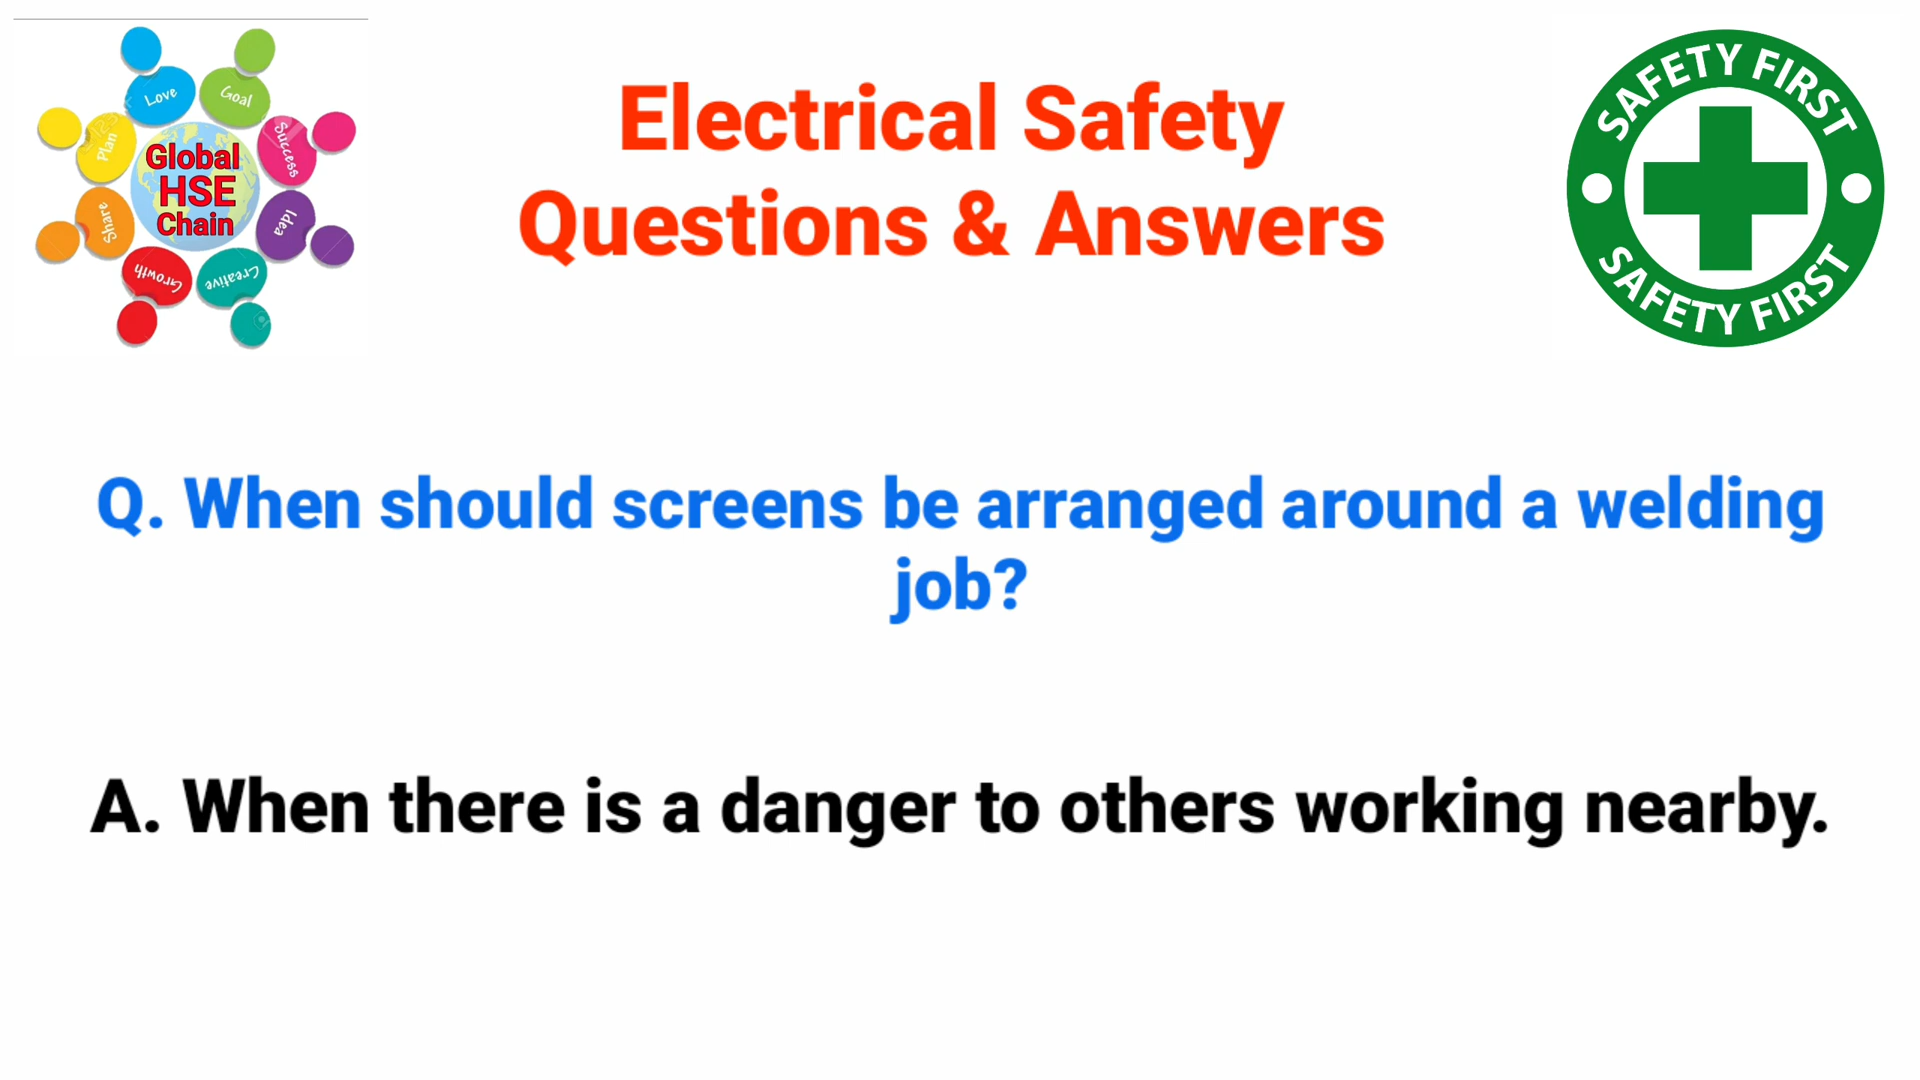 Love
Goal
Plan
Success
Global
HSE
Chain
Share
Idea
Growth
Creative
Electrical Safety
Questions & Answers
SAFETY FIRST
SAFETY FIRST
Q. When should screens be arranged around a welding
job?
A. When there is a danger to others working nearby.